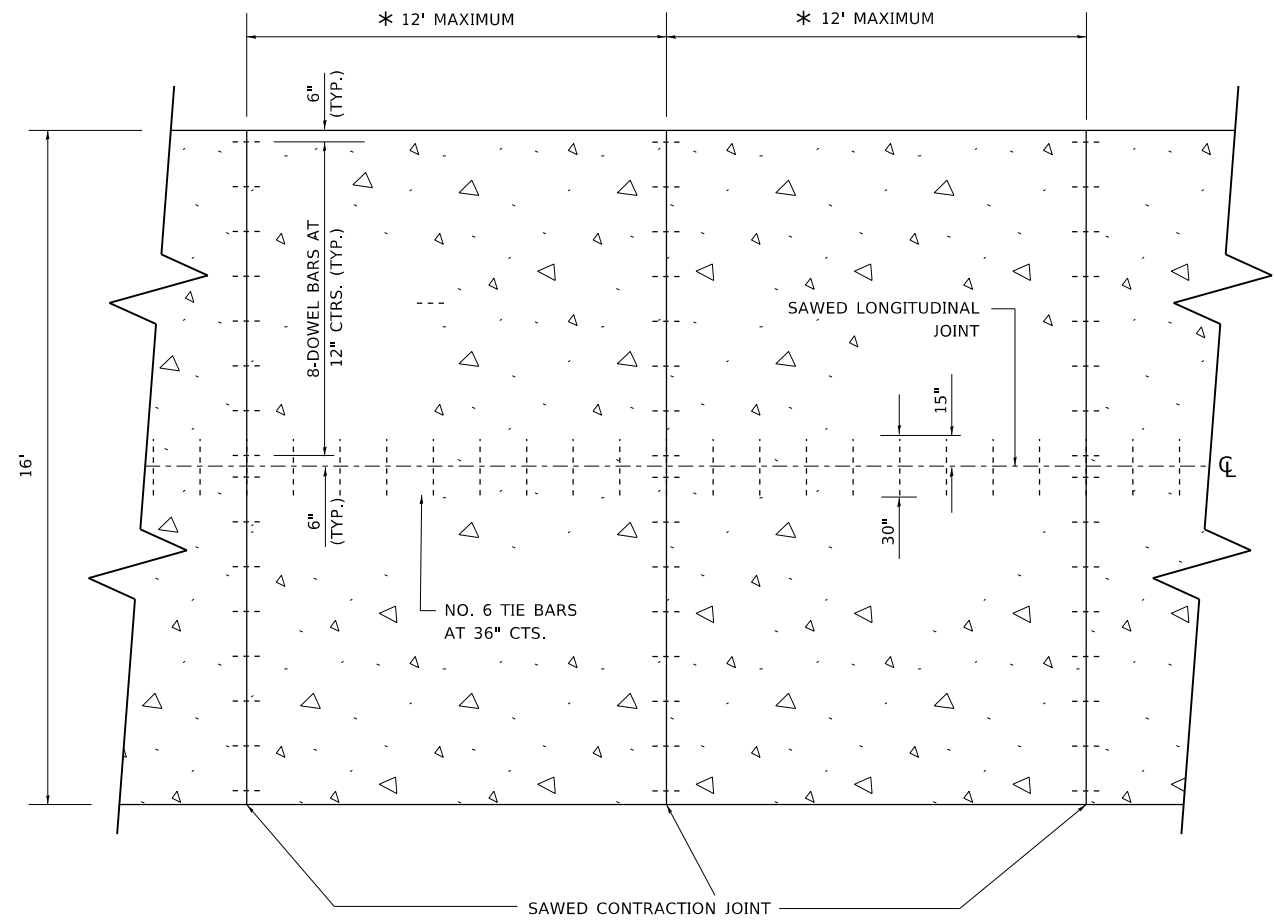 * 12' MAXIMUM
* 12' MAXIMUM
6"
(TYP.)
8-DOWEL BARS AT
12" CTRS. (TYP.)
SAWED LONGITUDINAL
JOINT
15"
16'
℄
6"
(TYP.)
30"
NO. 6 TIE BARS
AT 36" CTS.
SAWED CONTRACTION JOINT